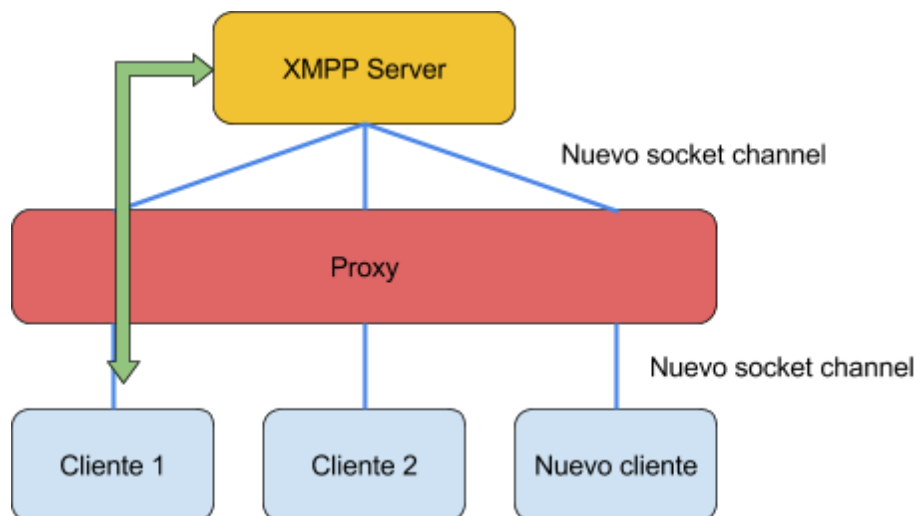 XMPP Server
Nuevo socket channel
Proxy
Nuevo socket channel
Cliente 1
Cliente 2
Nuevo cliente